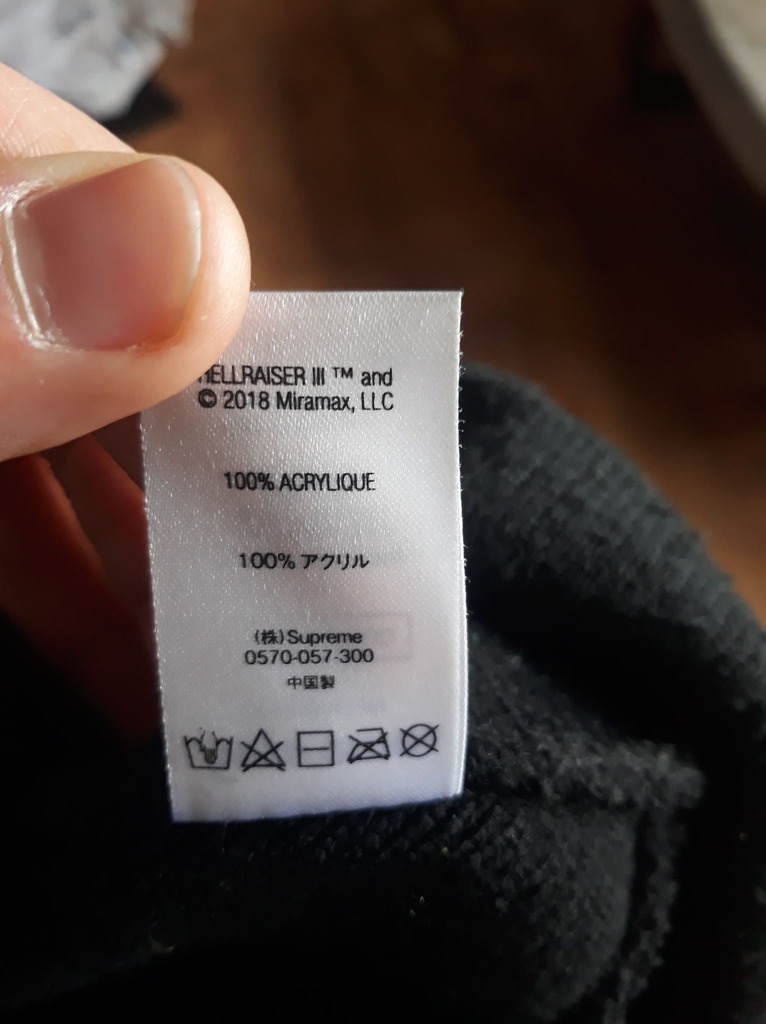 HELLRAISER III ™ and
© 2018 Miramax, LLC
100% ACRYLIQUE
100% アクリル
(株)Supreme
0570-057-300
中国製